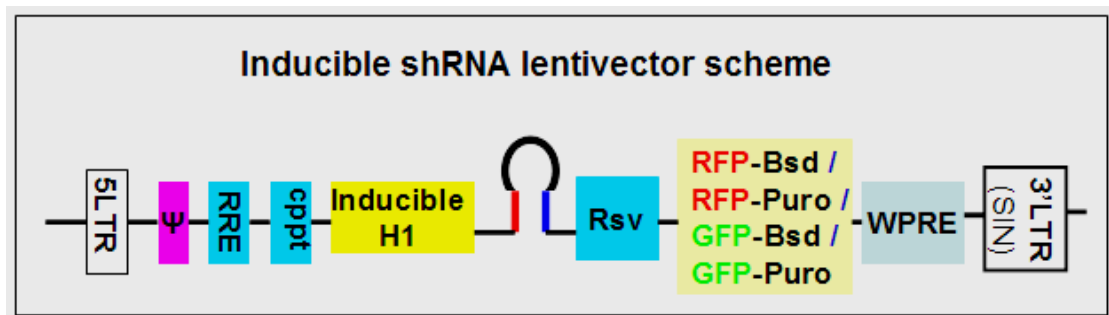 Inducible shRNA lentivector scheme
5LTR
Ψ
RRE
cppt
Inducible
H1
Rsv
RFP-Bsd /
RFP-Puro /
GFP-Bsd /
GFP-Puro
WPRE
3'LTR
(SIN)